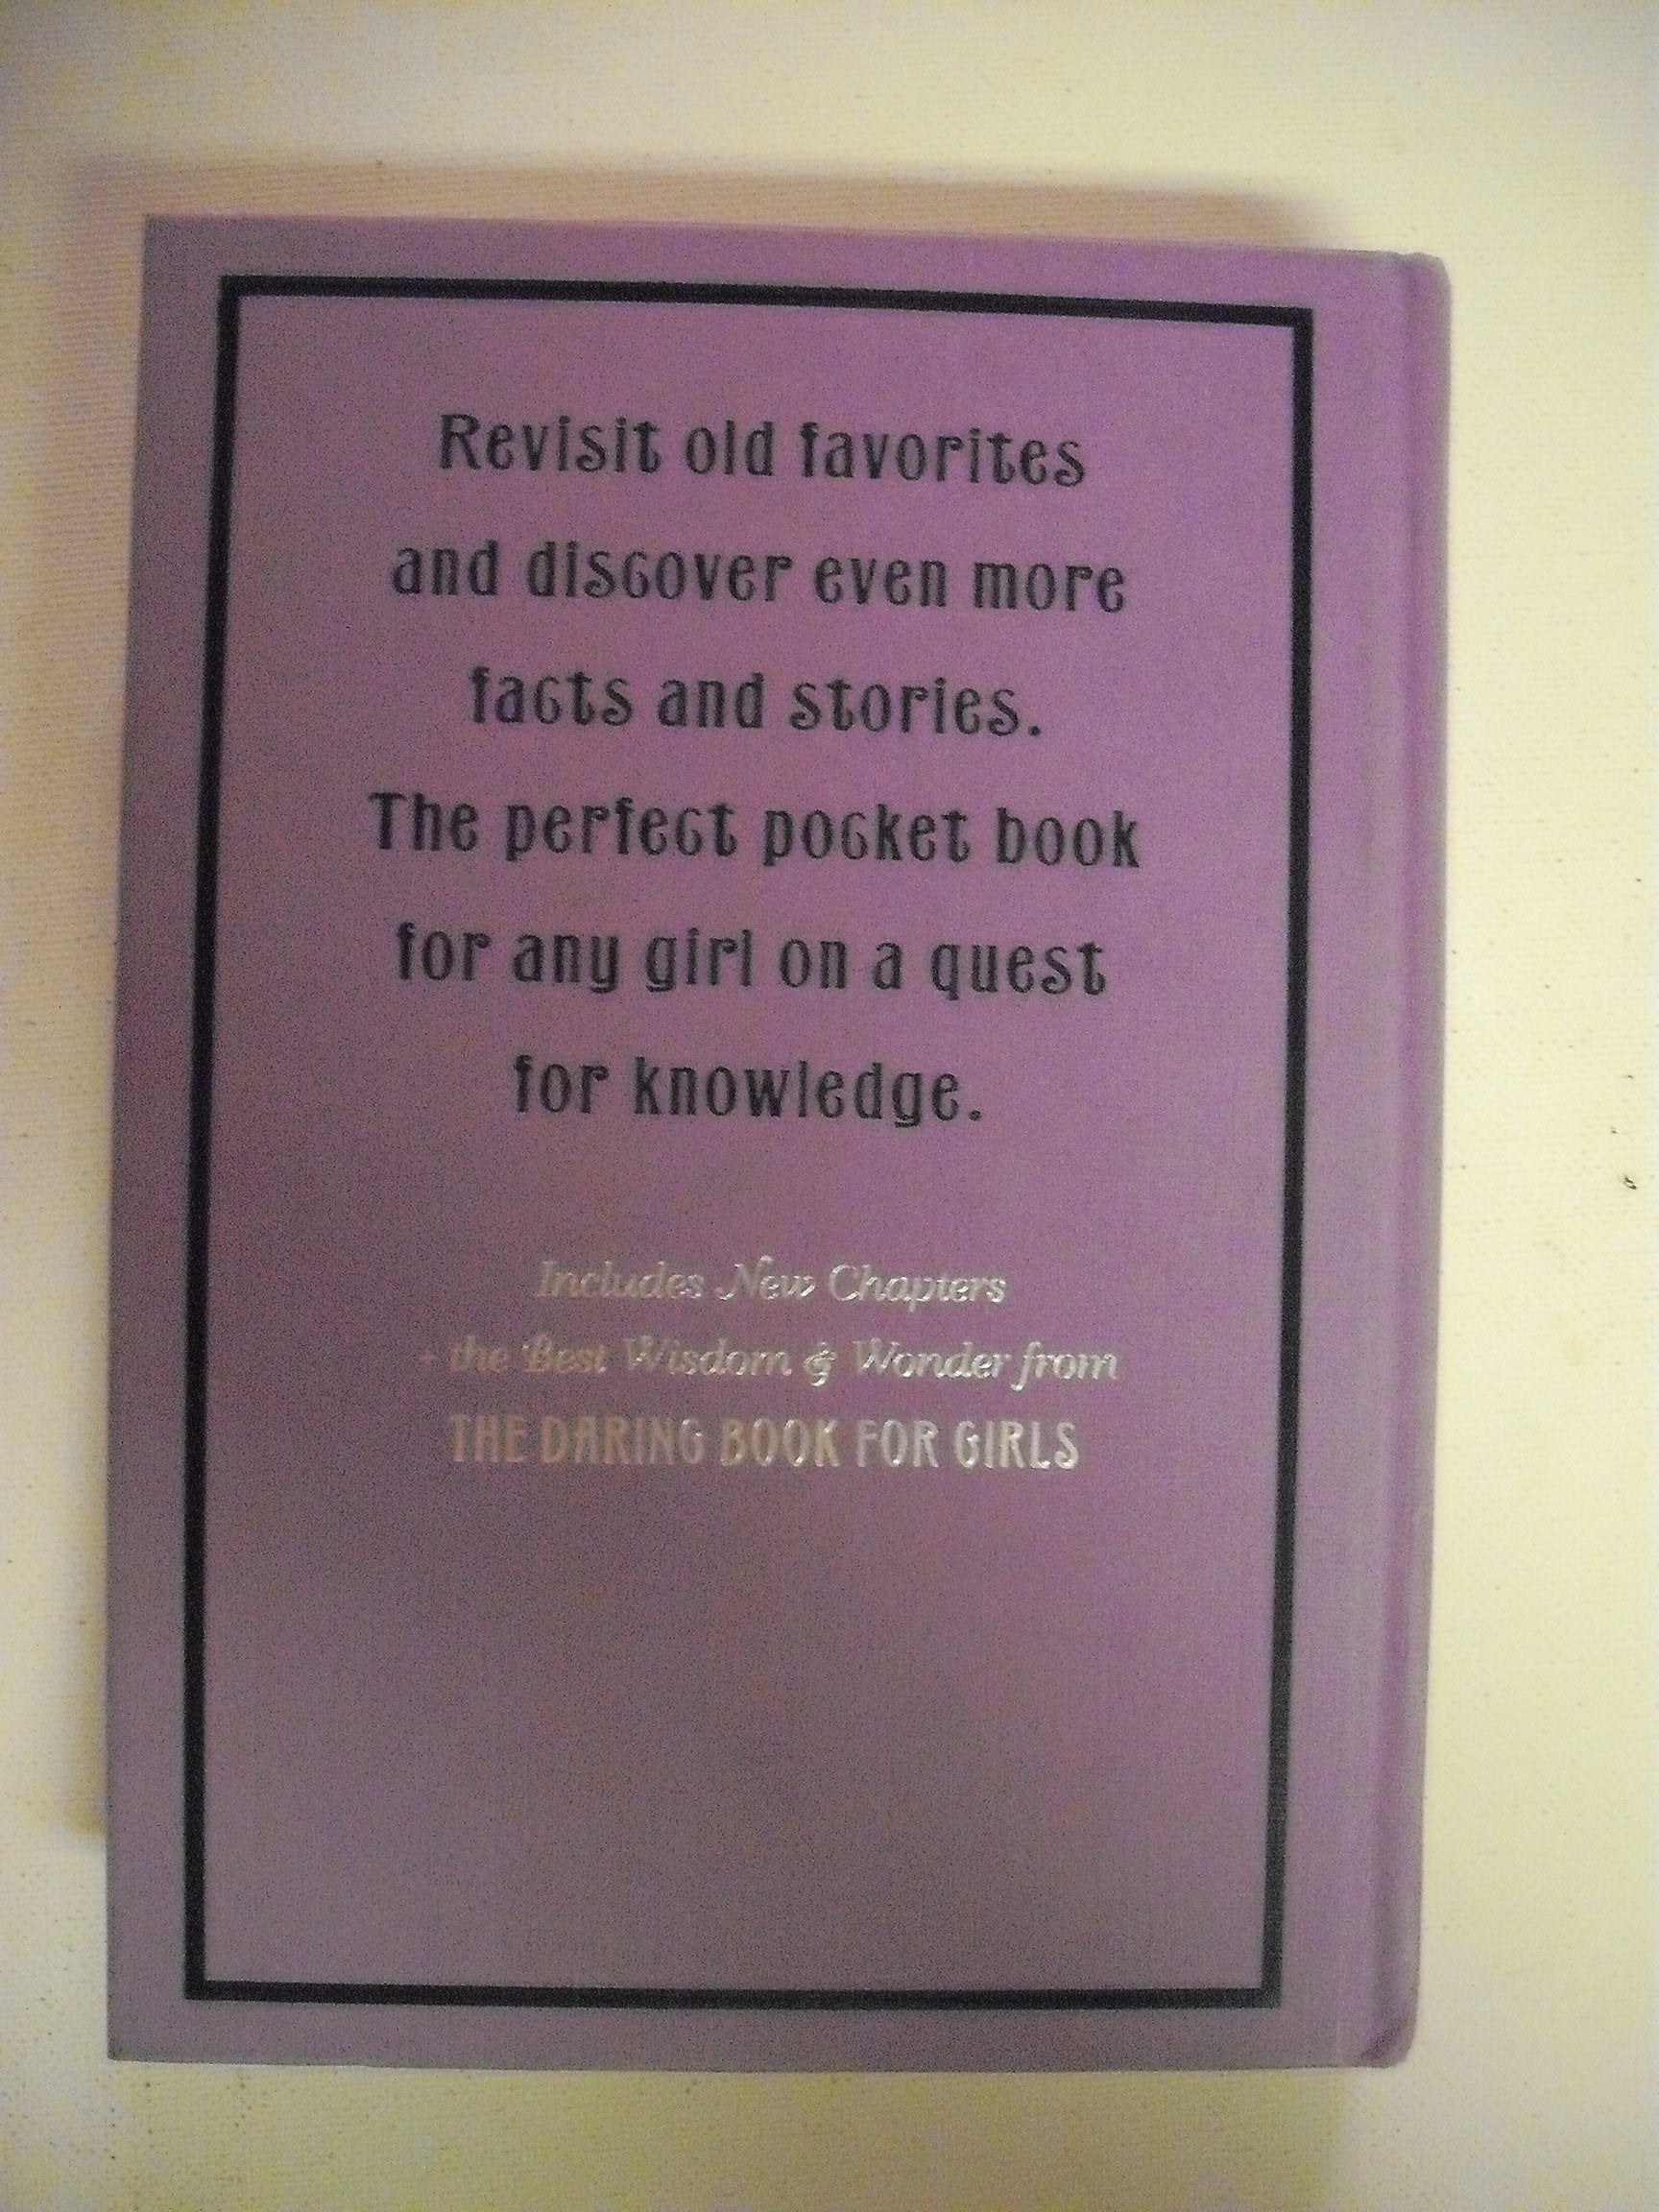 Revisit old favorites
and discover even more
facts and stories.
The perfect pocket book
for any girl on a quest
for knowledge.
Includes New Chapters
+ the Best Wisdom & Wonder from
THE DARING BOOK FOR GIRLS